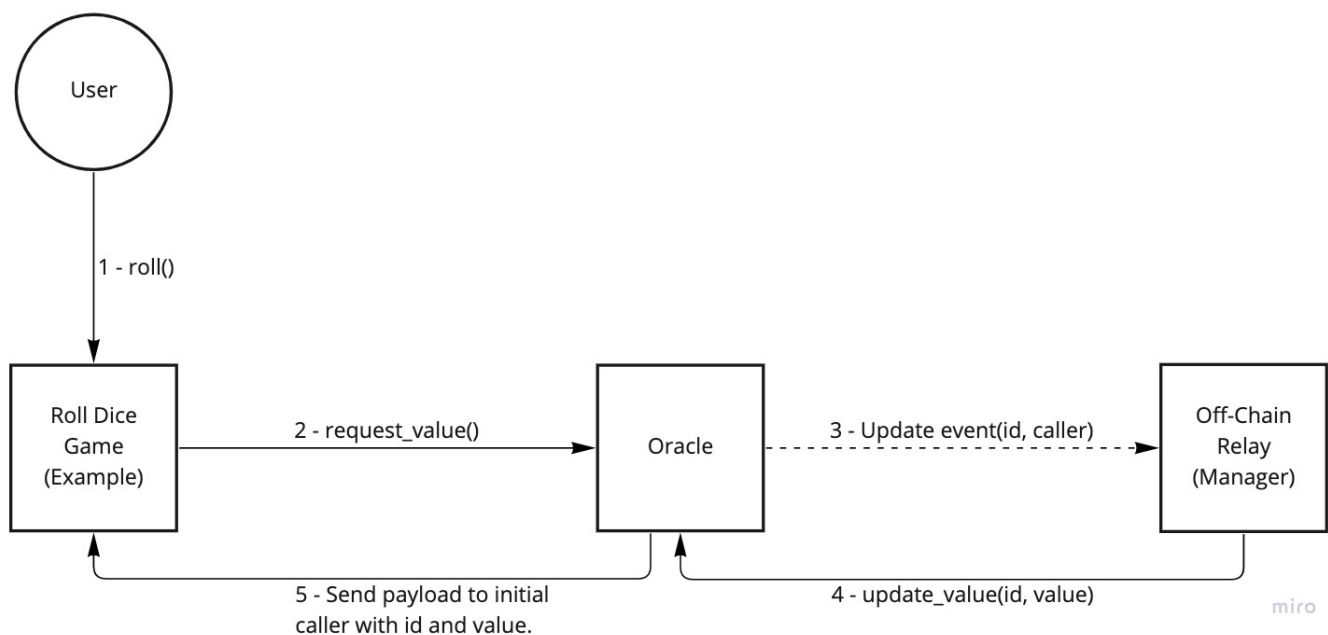 User
1 - roll()
Roll Dice
Game
(Example)
2 - request_value()
Oracle
3 - Update event(id, caller)
Off-Chain
Relay
(Manager)
5 - Send payload to initial
caller with id and value.
4 - update_value(id, value)
miro